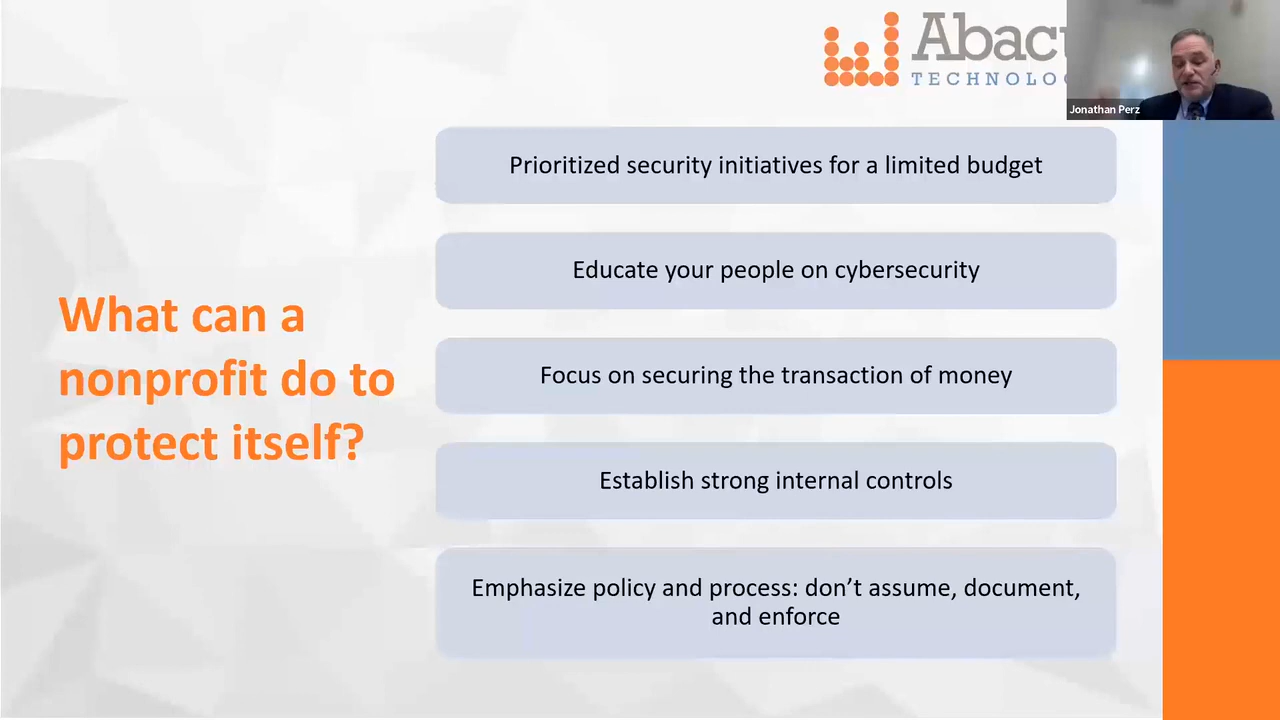 Abacu
TECHNOLO
Jonathan Perz
What can a
nonprofit do to
protect itself?
Prioritized security initiatives for a limited budget
Educate your people on cybersecurity
Focus on securing the transaction of money
Establish strong internal controls
Emphasize policy and process: don’t assume, document,
and enforce